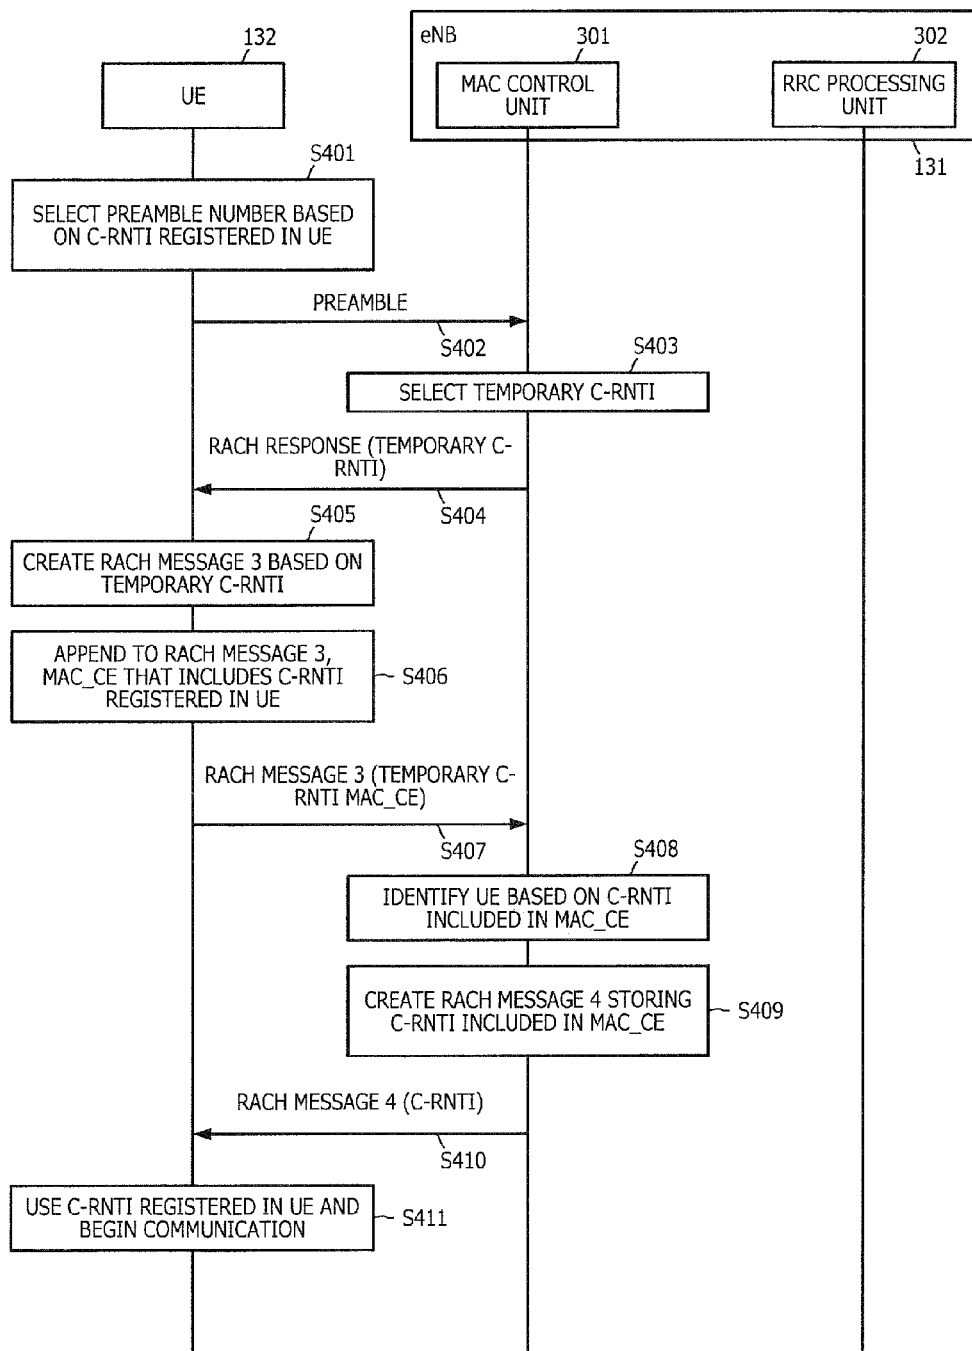 eNB
132
301
302
UE
MAC CONTROL
UNIT
RRC PROCESSING
UNIT
131
S401
SELECT PREAMBLE NUMBER BASED
ON C-RNTI REGISTERED IN UE
PREAMBLE
S402
S403
SELECT TEMPORARY C-RNTI
RACH RESPONSE (TEMPORARY C-
RNTI)
S404
S405
CREATE RACH MESSAGE 3 BASED ON
TEMPORARY C-RNTI
APPEND TO RACH MESSAGE 3,
MAC_CE THAT INCLUDES C-RNTI
REGISTERED IN UE
S406
RACH MESSAGE 3 (TEMPORARY C-
RNTI MAC_CE)
S407
S408
IDENTIFY UE BASED ON C-RNTI
INCLUDED IN MAC_CE
CREATE RACH MESSAGE 4 STORING
C-RNTI INCLUDED IN MAC_CE
S409
RACH MESSAGE 4 (C-RNTI)
S410
USE C-RNTI REGISTERED IN UE AND
BEGIN COMMUNICATION
S411